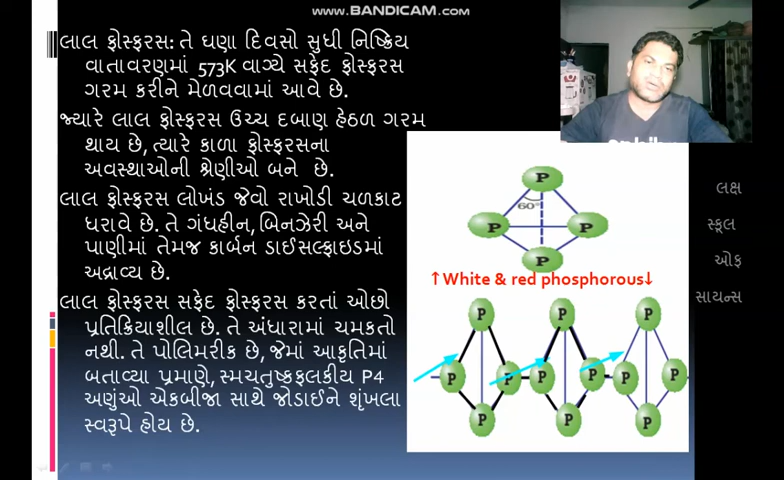 WWW.BANDICAM.COM
લાલ ફોસ્ફરસ: તે ઘણા દિવસો સુધી નિષ્ક્રિય
વાતાવરણમાં 573K વાગ્યે સફેદ ફોસ્ફરસ
ગરમ કરીને મેળવવામાં આવે છે.
જ્યારે લાલ ફોસ્ફરસ ઉચ્ચ દબાણ હેઠળ ગરમ
થાય છે, ત્યારે કાળા ફોસ્ફરસના
અવસ્થાઓની શ્રેણીઓ બને છે.
લાલ ફોસ્ફરસ લોખંડ જેવો રાખોડી ચળકાટ
ધરાવે છે. તે ગંધહીન, બિનઝેરી અને
પાણીમાં તેમજ કાર્બન ડાઈસલ્ફાઇડમાં
અદ્રાવ્ય છે.
લાલ ફોસ્ફરસ સફેદ ફોસ્ફરસ કરતાં ઓછો
પ્રતિક્રિયાશીલ છે. તે અંધારામાં ચમકતો
નથી. તે પોલિમરીક છે, જેમાં આકૃતિમાં
બતાવ્યા પ્રમાણે, સ્મચતુષ્કફલકીય P4
અણુંઓ એકબીજા સાથે જોડાઈને શૃંખલા
સ્વરૂપે હોય છે.
P
60°
P P
P
↑White & red phosphorous↓
P P P
P P P P P P
P P P
લક્ષ
સ્કૂલ
ઓફ
સાયન્સ